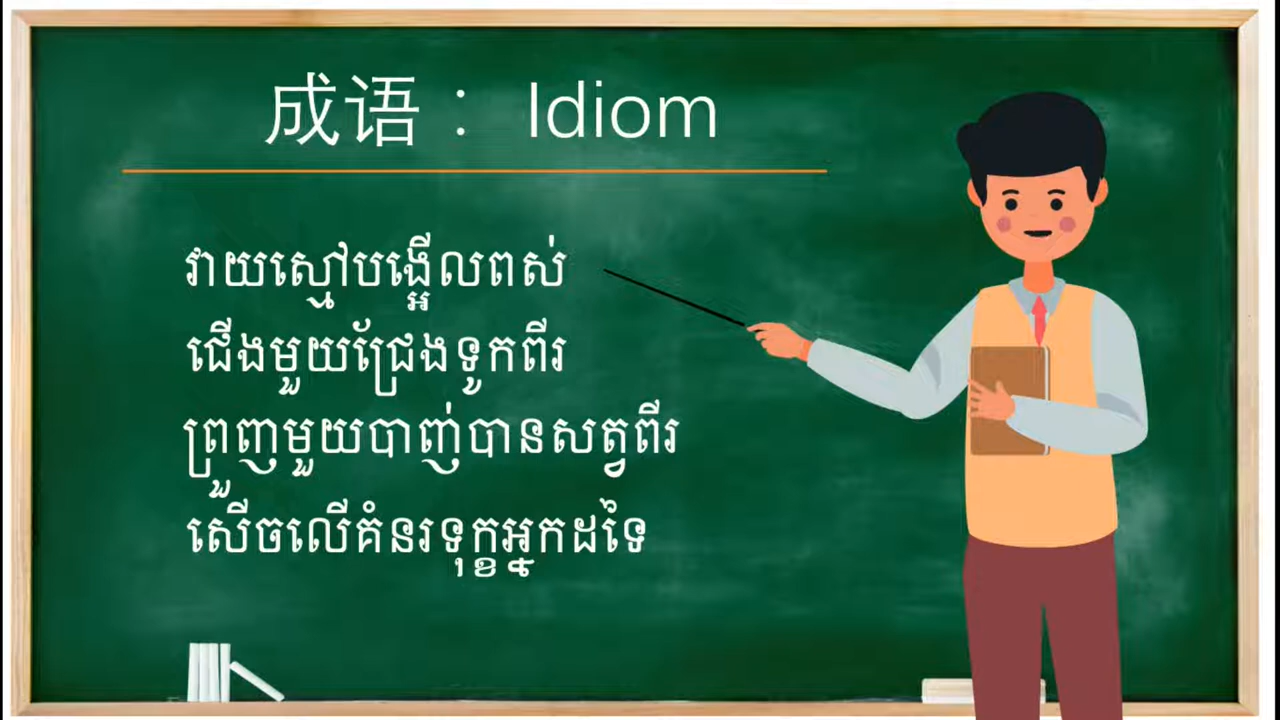 成语： Idiom
វាយស្មៅបង្អើលពស់
ជើងមួយជ្រែងទូកពីរ
ព្រួញមួយបាញ់បានសត្វពីរ
សើចលើគំនរទុក្ខអ្នកដទៃ